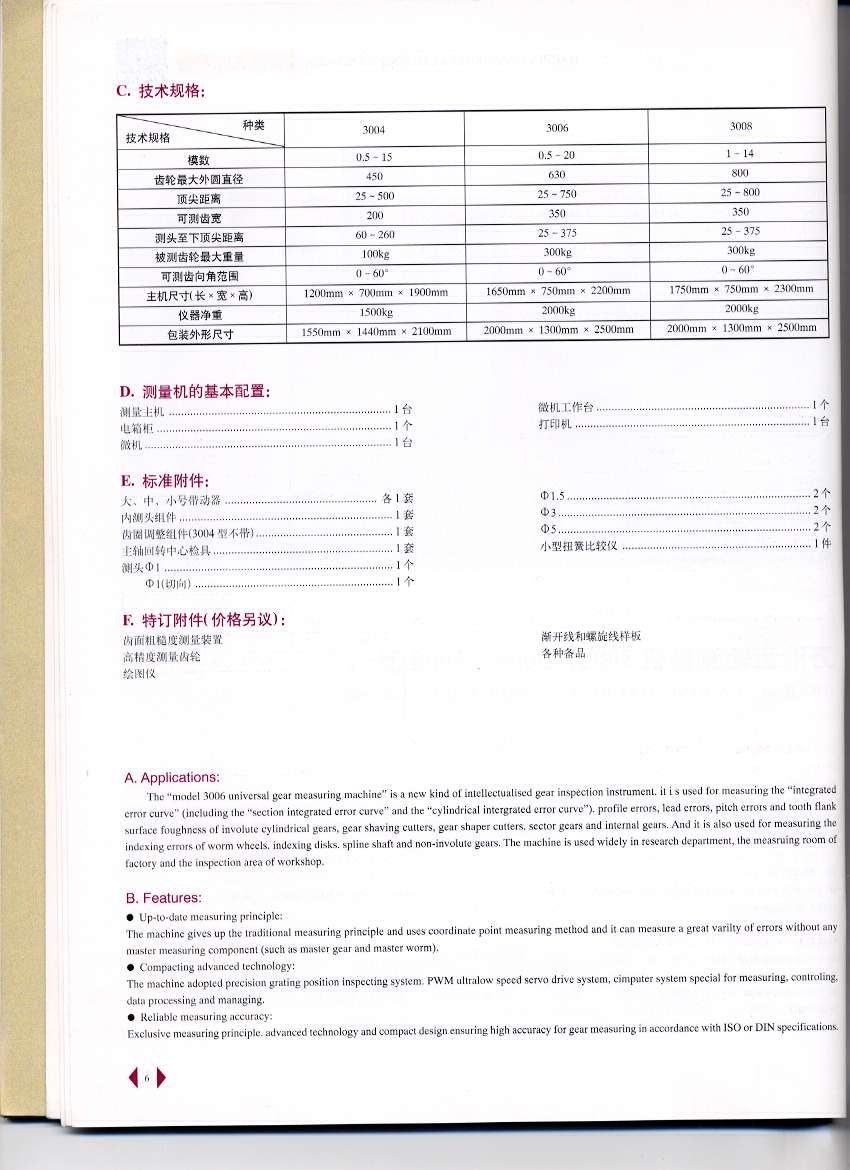 C. 技术规格:
种类
技术规格 3004 3006 3008
模数 0.5 ~ 15 0.5 ~ 20 1 ~ 14
齿轮最大外圆直径 450 630 800
顶尖距离 25 ~ 500 25 ~ 750 25 ~ 800
可测齿宽 200 350 350
测头至下顶尖距离 60 ~ 260 25 ~ 375 25 ~ 375
被测齿轮最大重量 100kg 300kg 300kg
可测齿向角范围 0 ~ 60° 0 ~ 60° 0 ~ 60°
主机尺寸(长×宽×高) 1200mm × 700mm × 1900mm 1650mm × 750mm × 2200mm 1750mm × 750mm × 2300mm
仪器净重 1500kg 2000kg 2000kg
包装外形尺寸 1550mm × 1440mm × 2100mm 2000mm × 1300mm × 2500mm 2000mm × 1300mm × 2500mm
D. 测量机的基本配置:
测量主机 ........ 1台
电箱柜 ........ 1个
微机 ........ 1台
微机工作台 ........ 1个
打印机 ........ 1台
E. 标准附件:
大、中、小号带动器 ........ 各1套
内测头组件 ........ 1套
齿圈调整组件(3004型不带) ........ 1套
主轴回转中心检具 ........ 1套
测头Φ1 ........ 1个
Φ1(切向) ........ 1个
Φ1.5 ........ 2个
Φ3 ........ 2个
Φ5 ........ 2个
小型扭簧比较仪 ........ 1件
F. 特订附件(价格另议):
齿面粗糙度测量装置
高精度测量齿轮
绘图仪
渐开线和螺旋线样板
各种备品
A. Applications:
The “model 3006 universal gear measuring machine” is a new kind of intellectualised gear inspection instrument. it i s used for measuring the “integrated
error curve” (including the “section integrated error curve” and the “cylindrical intergrated error curve”). profile errors, lead errors, pitch errors and tooth flank
surface foughness of involute cylindrical gears, gear shaving cutters, gear shaper cutters. sector gears and internal gears. And it is also used for measuring the
indexing errors of worm wheels. indexing disks. spline shaft and non-involute gears. The machine is used widely in research department, the measruing room of
factory and the inspection area of workshop.
B. Features:
● Up-to-date measuring principle:
The machine gives up the traditional measuring principle and uses coordinate point measuring method and it can measure a great varilty of errors without any
master measuring component (such as master gear and master worm).
● Compacting advanced technology:
The machine adopted precision grating position inspecting system. PWM ultralow speed servo drive system, cimputer system special for measuring, controling,
data processing and managing.
● Reliable measuring accuracy:
Exclusive measuring principle. advanced technology and compact design ensuring high accuracy for gear measuring in accordance with ISO or DIN specifications.
6